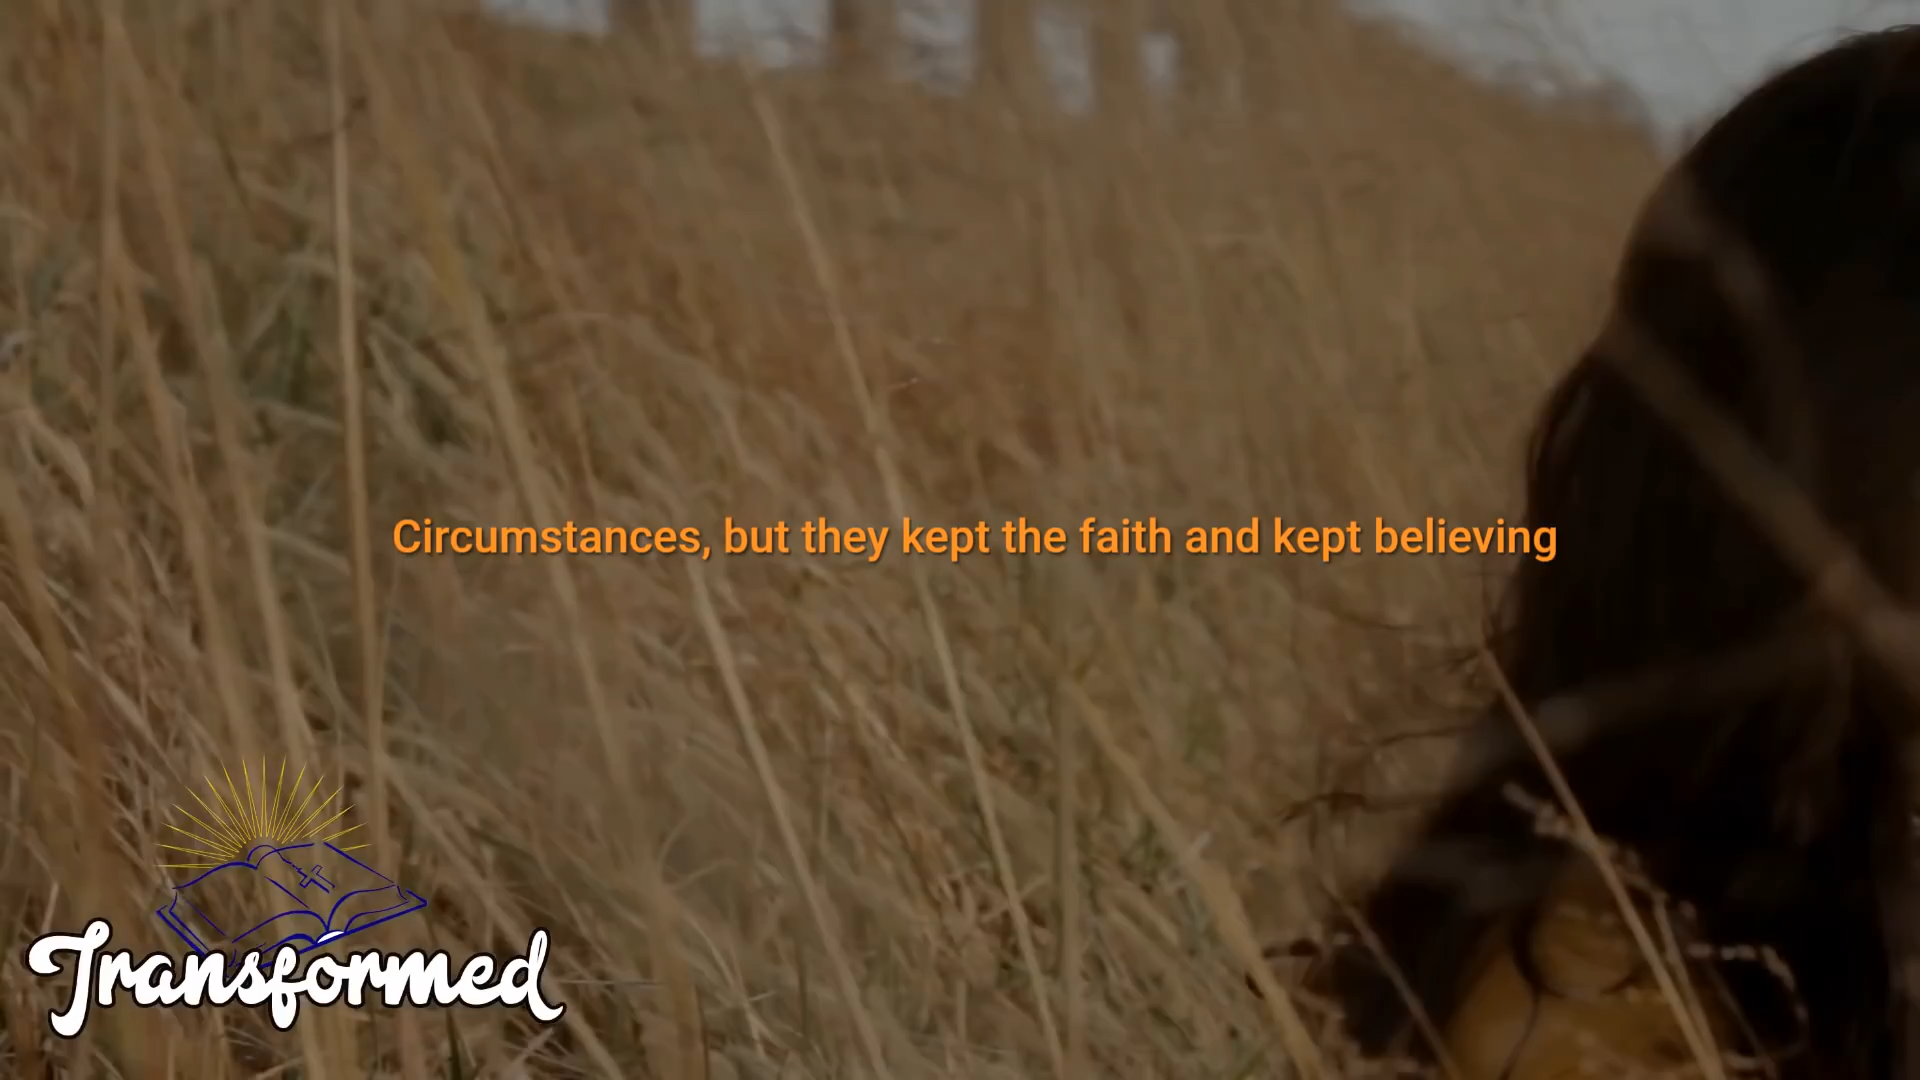 Circumstances, but they kept the faith and kept believing
Transformed